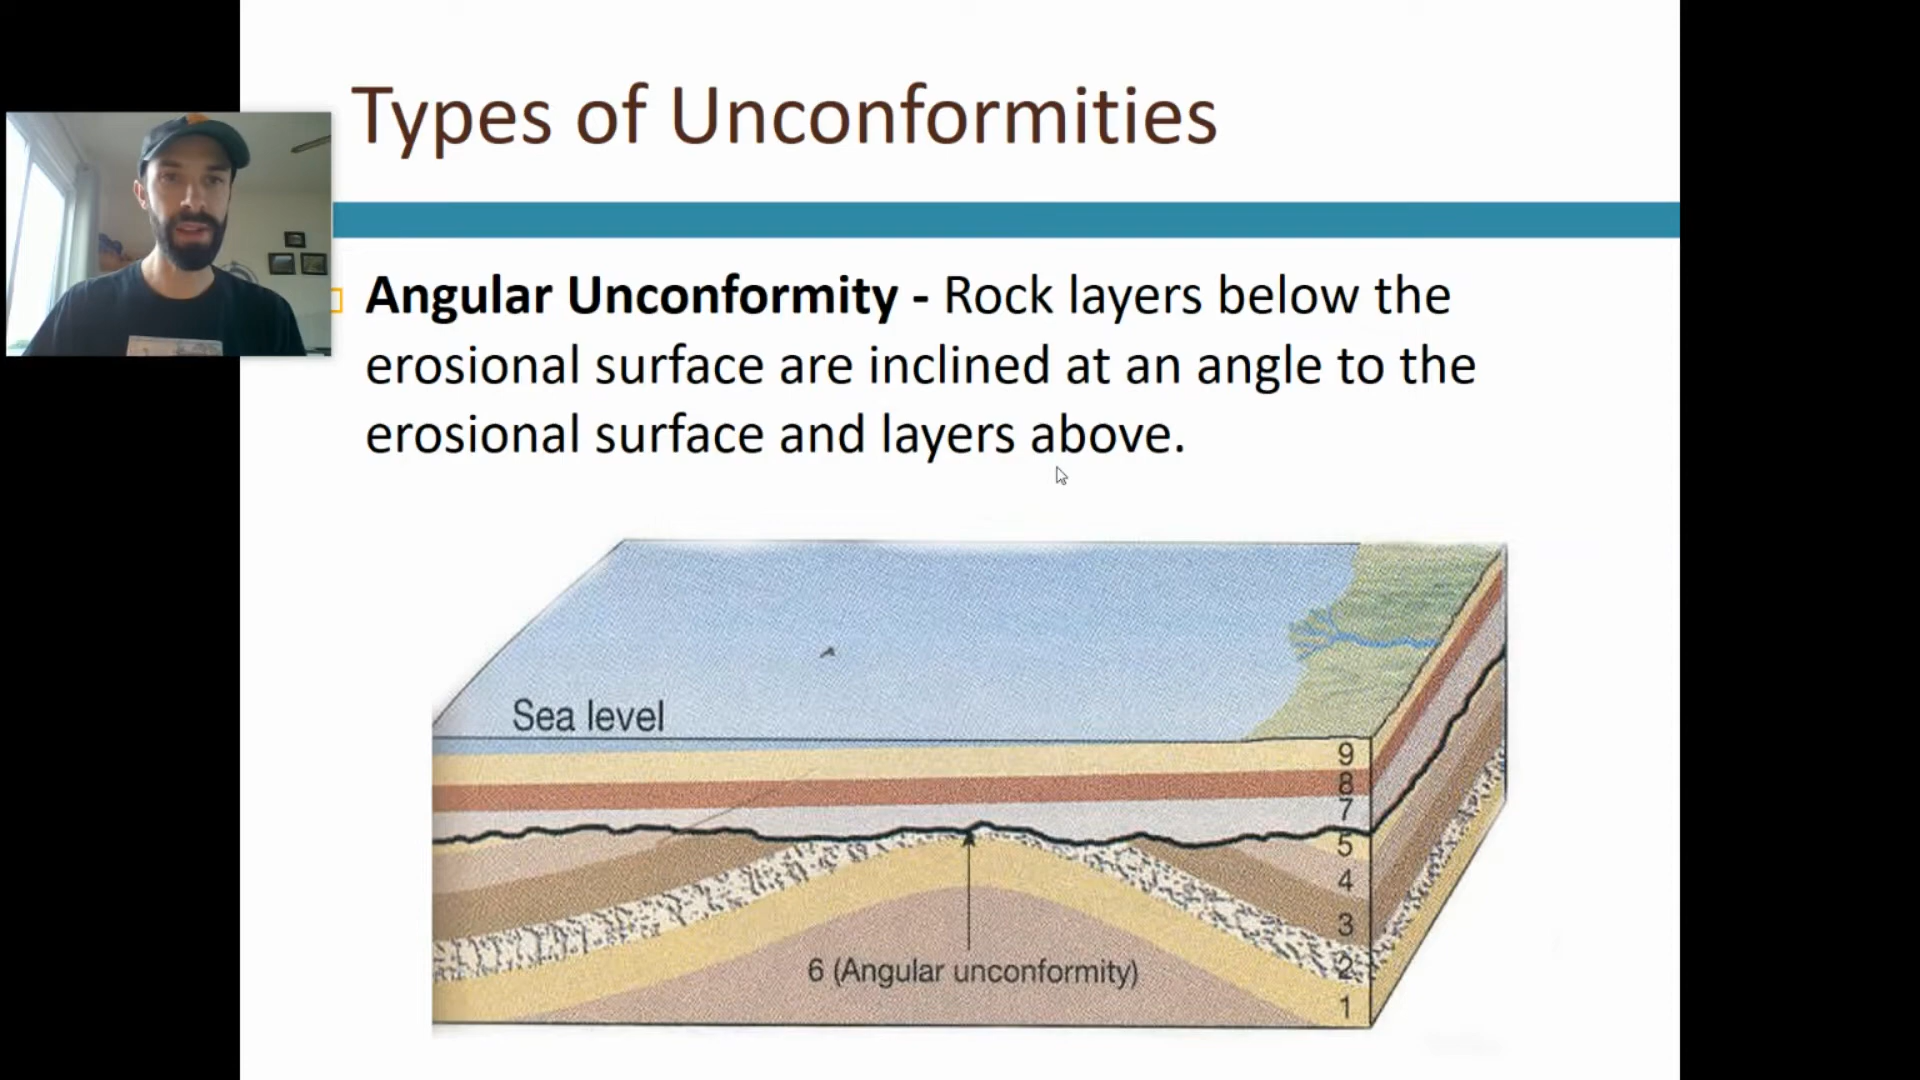 Types of Unconformities
Angular Unconformity - Rock layers below the
erosional surface are inclined at an angle to the
erosional surface and layers above.
Sea level
9
8
7
5
4
3
2
1
6 (Angular unconformity)